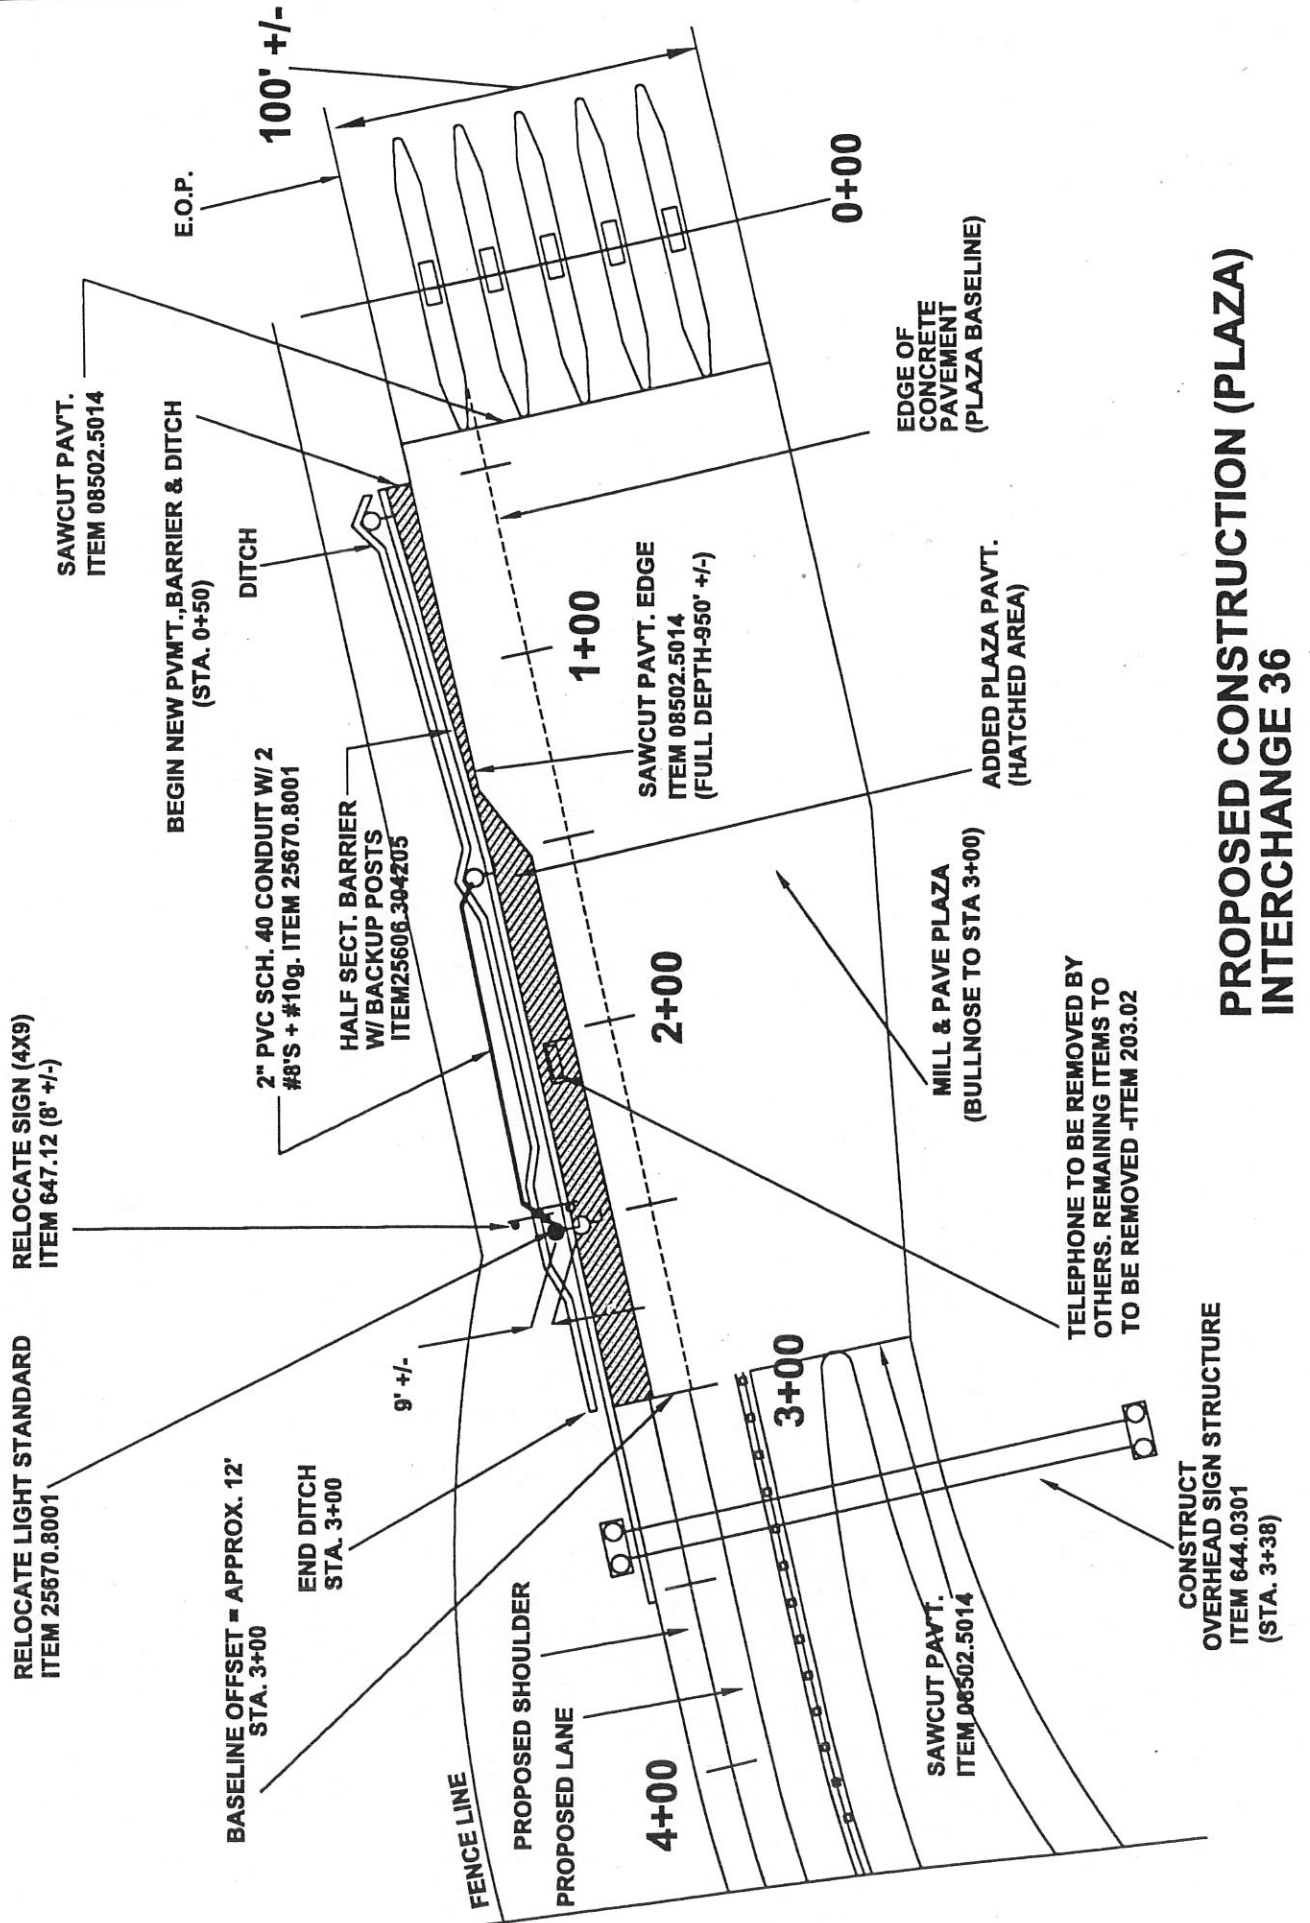 RELOCATE LIGHT STANDARD
ITEM 25670.8001
RELOCATE SIGN (4X9)
ITEM 647.12 (8' +/-)
SAWCUT PAV'T.
ITEM 08502.5014
E.O.P.
100' +/-
BEGIN NEW PVM'T.,BARRIER & DITCH
(STA. 0+50)
DITCH
2" PVC SCH. 40 CONDUIT W/ 2
#8'S + #10g. ITEM 25670.8001
HALF SECT. BARRIER
W/ BACKUP POSTS
ITEM25606.304205
9' +/-
BASELINE OFFSET = APPROX. 12'
STA. 3+00
END DITCH
STA. 3+00
FENCE LINE
PROPOSED SHOULDER
PROPOSED LANE
4+00
3+00
2+00
1+00
0+00
SAWCUT PAV'T. EDGE
ITEM 08502.5014
(FULL DEPTH-950' +/-)
EDGE OF
CONCRETE
PAVEMENT
(PLAZA BASELINE)
ADDED PLAZA PAV'T.
(HATCHED AREA)
MILL & PAVE PLAZA
(BULLNOSE TO STA 3+00)
TELEPHONE TO BE REMOVED BY
OTHERS. REMAINING ITEMS TO
TO BE REMOVED -ITEM 203.02
SAWCUT PAV'T.
ITEM 08502.5014
CONSTRUCT
OVERHEAD SIGN STRUCTURE
ITEM 644.0301
(STA. 3+38)
PROPOSED CONSTRUCTION (PLAZA)
INTERCHANGE 36